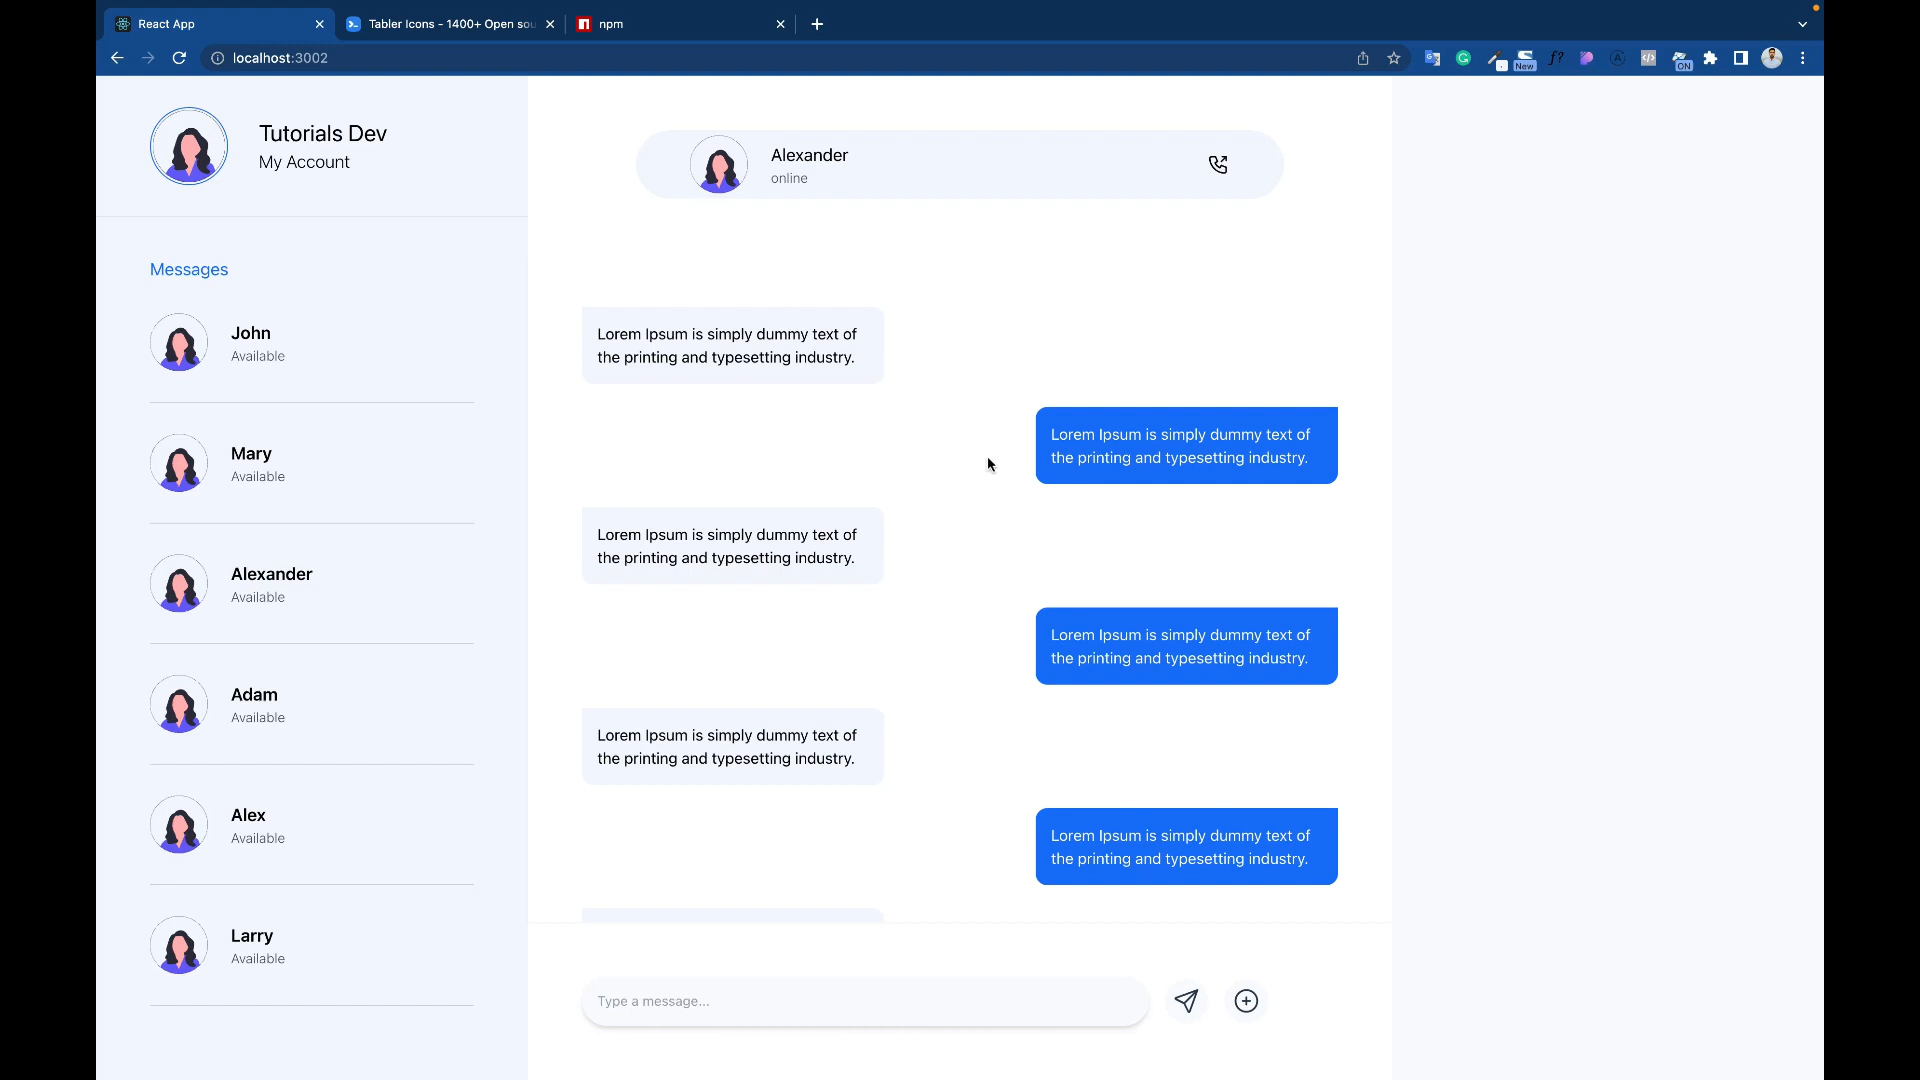 React App
Tabler Icons - 1400+ Open sou
npm
localhost:3002
New
ON
Tutorials Dev
My Account
Alexander
online
Messages
John
Available
Mary
Available
Alexander
Available
Adam
Available
Alex
Available
Larry
Available
Lorem Ipsum is simply dummy text of
the printing and typesetting industry.
Lorem Ipsum is simply dummy text of
the printing and typesetting industry.
Lorem Ipsum is simply dummy text of
the printing and typesetting industry.
Lorem Ipsum is simply dummy text of
the printing and typesetting industry.
Lorem Ipsum is simply dummy text of
the printing and typesetting industry.
Lorem Ipsum is simply dummy text of
the printing and typesetting industry.
Type a message...